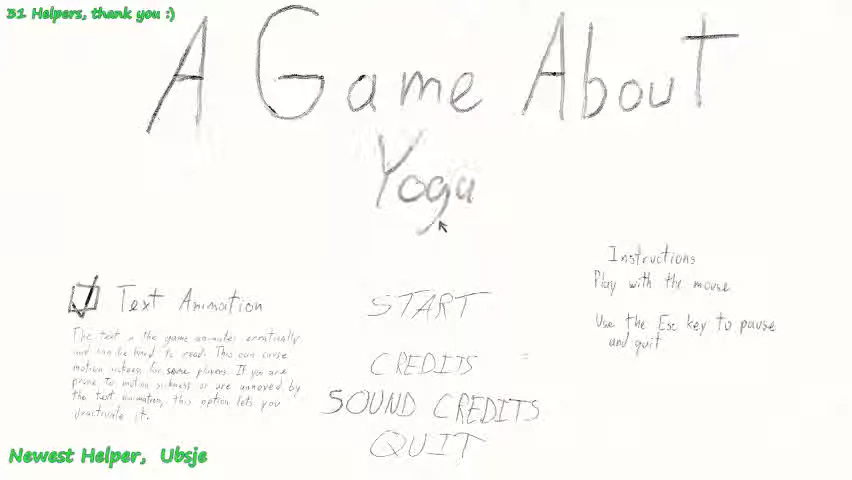 31 Helpers, thank you :)
A Game About
Yoga
Instructions
Play with the mouse
Use the Esc key to pause
and quit
Text Animation
The text in the game animates erratically
and can be hard to read. This can cause
motion sickness for some players. If you are
prone to motion sickness or are annoyed by
the text animation, this option lets you
deactivate it.
START
CREDITS
SOUND CREDITS
QUIT
Newest Helper, Ubsje